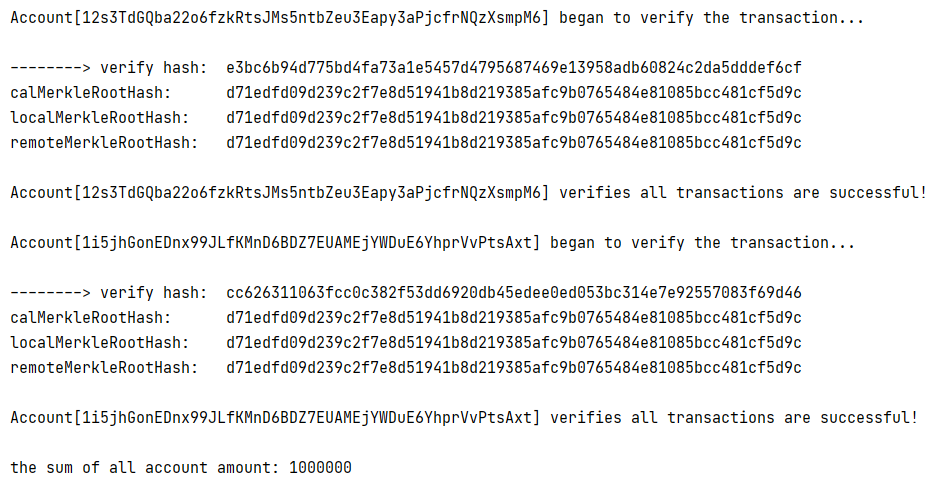 Account[12s3TdGQba22o6fzkRtsJMs5ntbZeu3Eapy3aPjcfrNQzXsmpM6] began to verify the transaction...
--------> verify hash:  e3bc6b94d775bd4fa73a1e5457d4795687469e13958adb60824c2da5dddef6cf
calMerkleRootHash:      d71edfd09d239c2f7e8d51941b8d219385afc9b0765484e81085bcc481cf5d9c
localMerkleRootHash:    d71edfd09d239c2f7e8d51941b8d219385afc9b0765484e81085bcc481cf5d9c
remoteMerkleRootHash:   d71edfd09d239c2f7e8d51941b8d219385afc9b0765484e81085bcc481cf5d9c
Account[12s3TdGQba22o6fzkRtsJMs5ntbZeu3Eapy3aPjcfrNQzXsmpM6] verifies all transactions are successful!
Account[1i5jhGonEDnx99JLfKMnD6BDZ7EUAMEjYWDuE6YhprVvPtsAxt] began to verify the transaction...
--------> verify hash:  cc626311063fcc0c382f53dd6920db45edee0ed053bc314e7e92557083f69d46
calMerkleRootHash:      d71edfd09d239c2f7e8d51941b8d219385afc9b0765484e81085bcc481cf5d9c
localMerkleRootHash:    d71edfd09d239c2f7e8d51941b8d219385afc9b0765484e81085bcc481cf5d9c
remoteMerkleRootHash:   d71edfd09d239c2f7e8d51941b8d219385afc9b0765484e81085bcc481cf5d9c
Account[1i5jhGonEDnx99JLfKMnD6BDZ7EUAMEjYWDuE6YhprVvPtsAxt] verifies all transactions are successful!
the sum of all account amount: 1000000